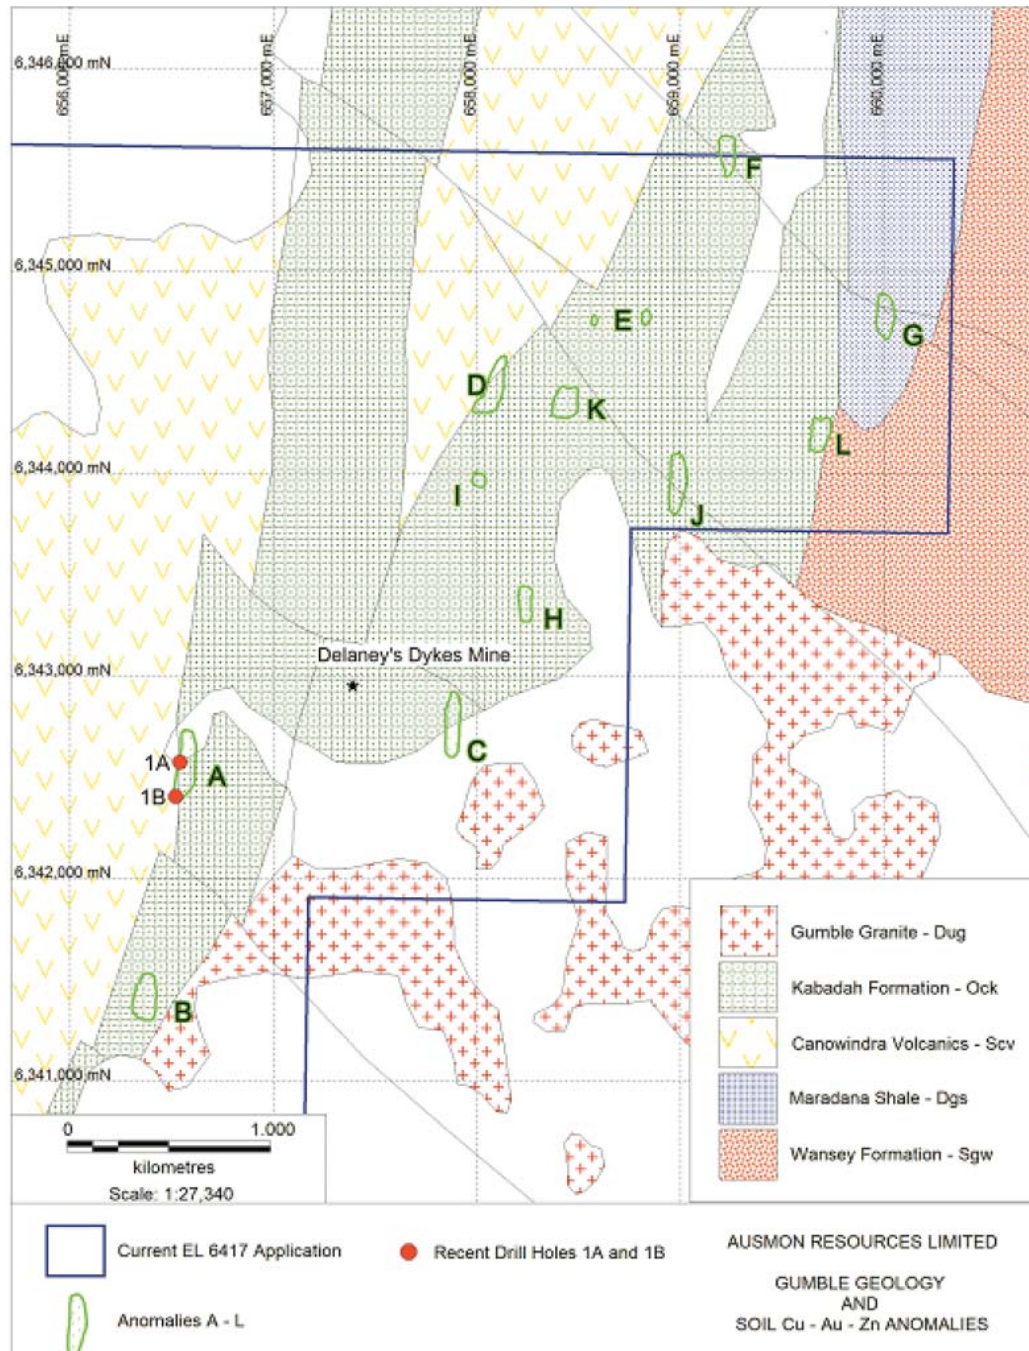 656,000 mE
657,000 mE
658,000 mE
659,000 mE
660,000 mE
6,346,000 mN
F
6,345,000 mN
E
G
D
K
L
6,344,000 mN
I
J
H
6,343,000 mN
Delaney's Dykes Mine
C
1A
A
1B
6,342,000 mN
B
6,341,000 mN
Gumble Granite - Dug
Kabadah Formation - Ock
Canowindra Volcanics - Scv
Maradana Shale - Dgs
Wansey Formation - Sgw
0 1.000
kilometres
Scale: 1:27,340
Current EL 6417 Application
Recent Drill Holes 1A and 1B
Anomalies A - L
AUSMON RESOURCES LIMITED
GUMBLE GEOLOGY
AND
SOIL Cu - Au - Zn ANOMALIES